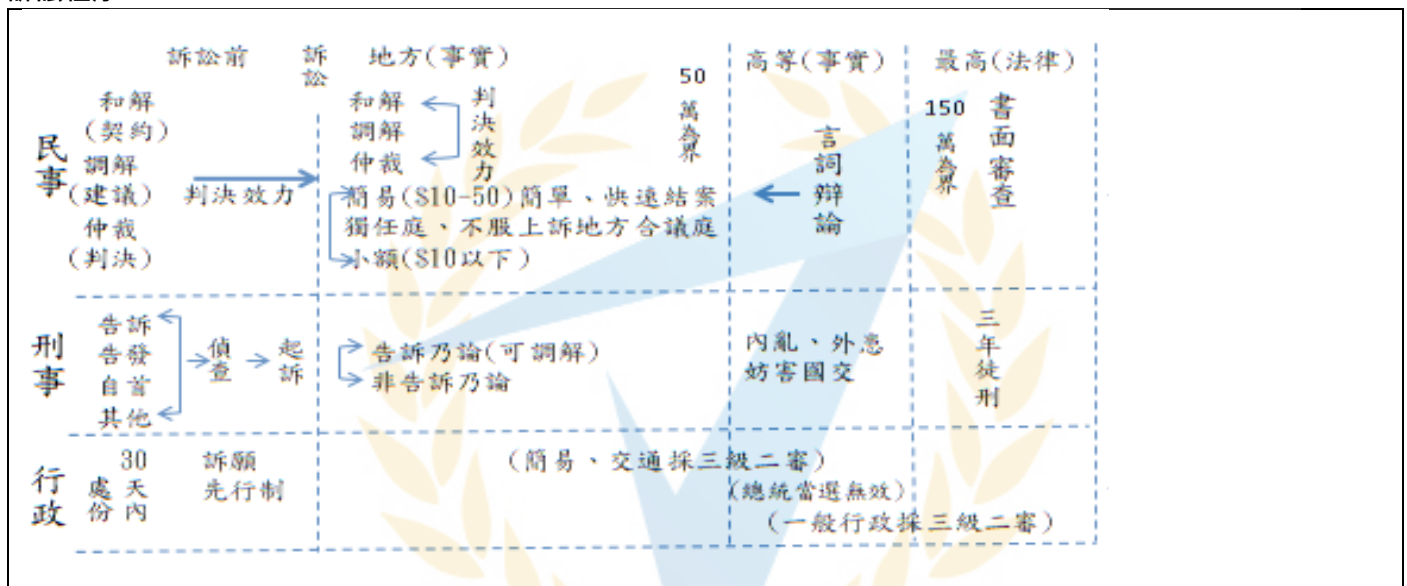 訴訟前 訴訟 地方(事實) 50萬為界 高等(事實) 最高(法律)
民事
和解
(契約)
調解
(建議)
仲裁
(判決)
判決效力
和解
調解
仲裁
判決效力
簡易($10-50)簡單、快速結案
獨任庭、不服上訴地方合議庭
小額($10以下)
言詞辯論
150萬為界
書面審查
刑事
告訴
告發
自首
其他
偵查
起訴
告訴乃論(可調解)
非告訴乃論
內亂、外患
妨害國交
三年徒刑
行政
處份
30天內
訴願
先行制
(簡易、交通採三級二審)
(總統當選無效)
(一般行政採三級二審)